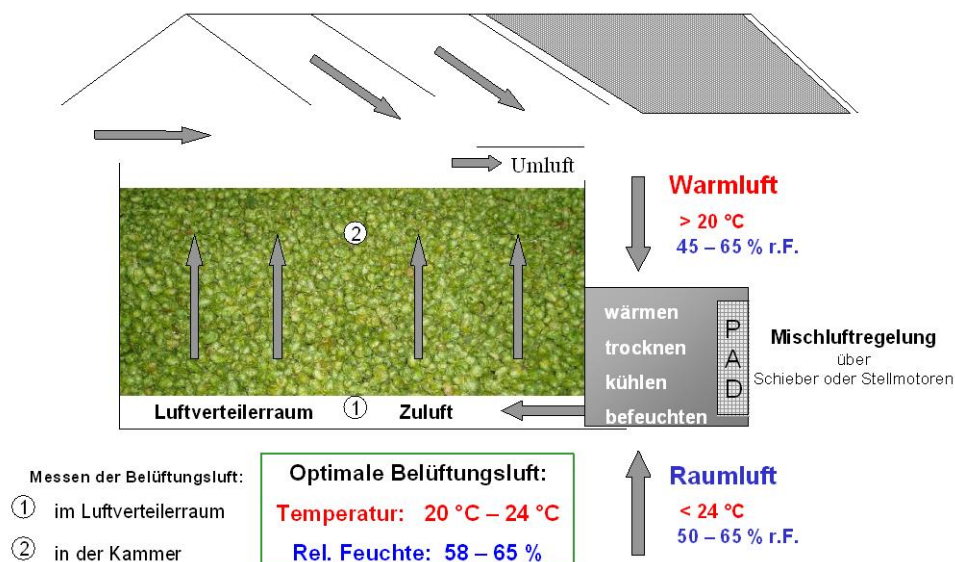 Umluft
Warmluft
> 20 °C
45 – 65 % r.F.
2
wärmen
trocknen
kühlen
befeuchten
P
A
D
Mischluftregelung
über
Schieber oder Stellmotoren
Luftverteilerraum 1 Zuluft
Messen der Belüftungsluft:
1 im Luftverteilerraum
2 in der Kammer
Optimale Belüftungsluft:
Temperatur: 20 °C – 24 °C
Rel. Feuchte: 58 – 65 %
Raumluft
< 24 °C
50 – 65 % r.F.